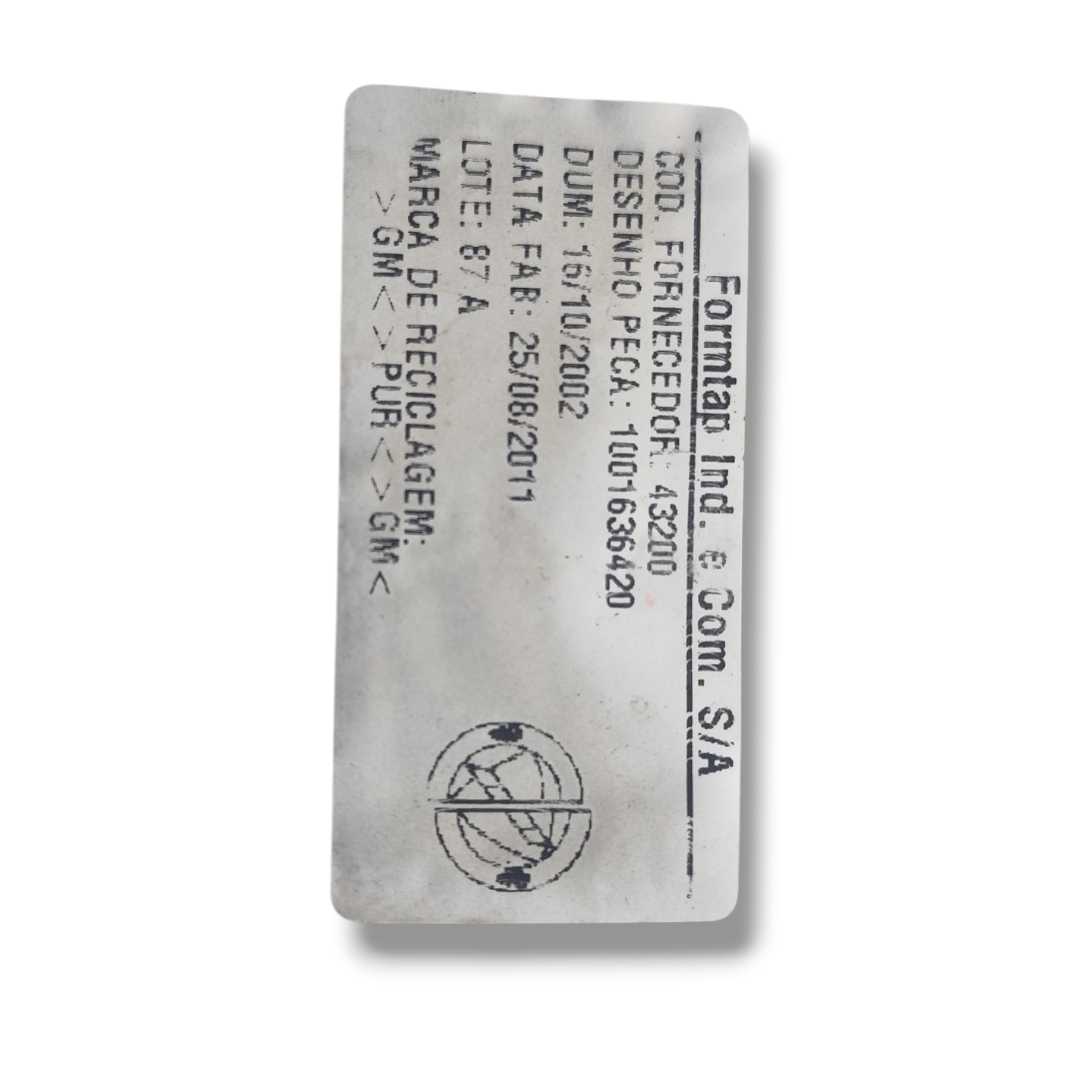 Formtap Ind. e Com. S/A
COD. FORNECEDOR: 43200
DESENHO PECA: 1001636420
DUM: 16/10/2002
DATA FAB: 25/08/2011
LOTE: 87 A
MARCA DE RECICLAGEM:
>GM< >PUR< >GM<